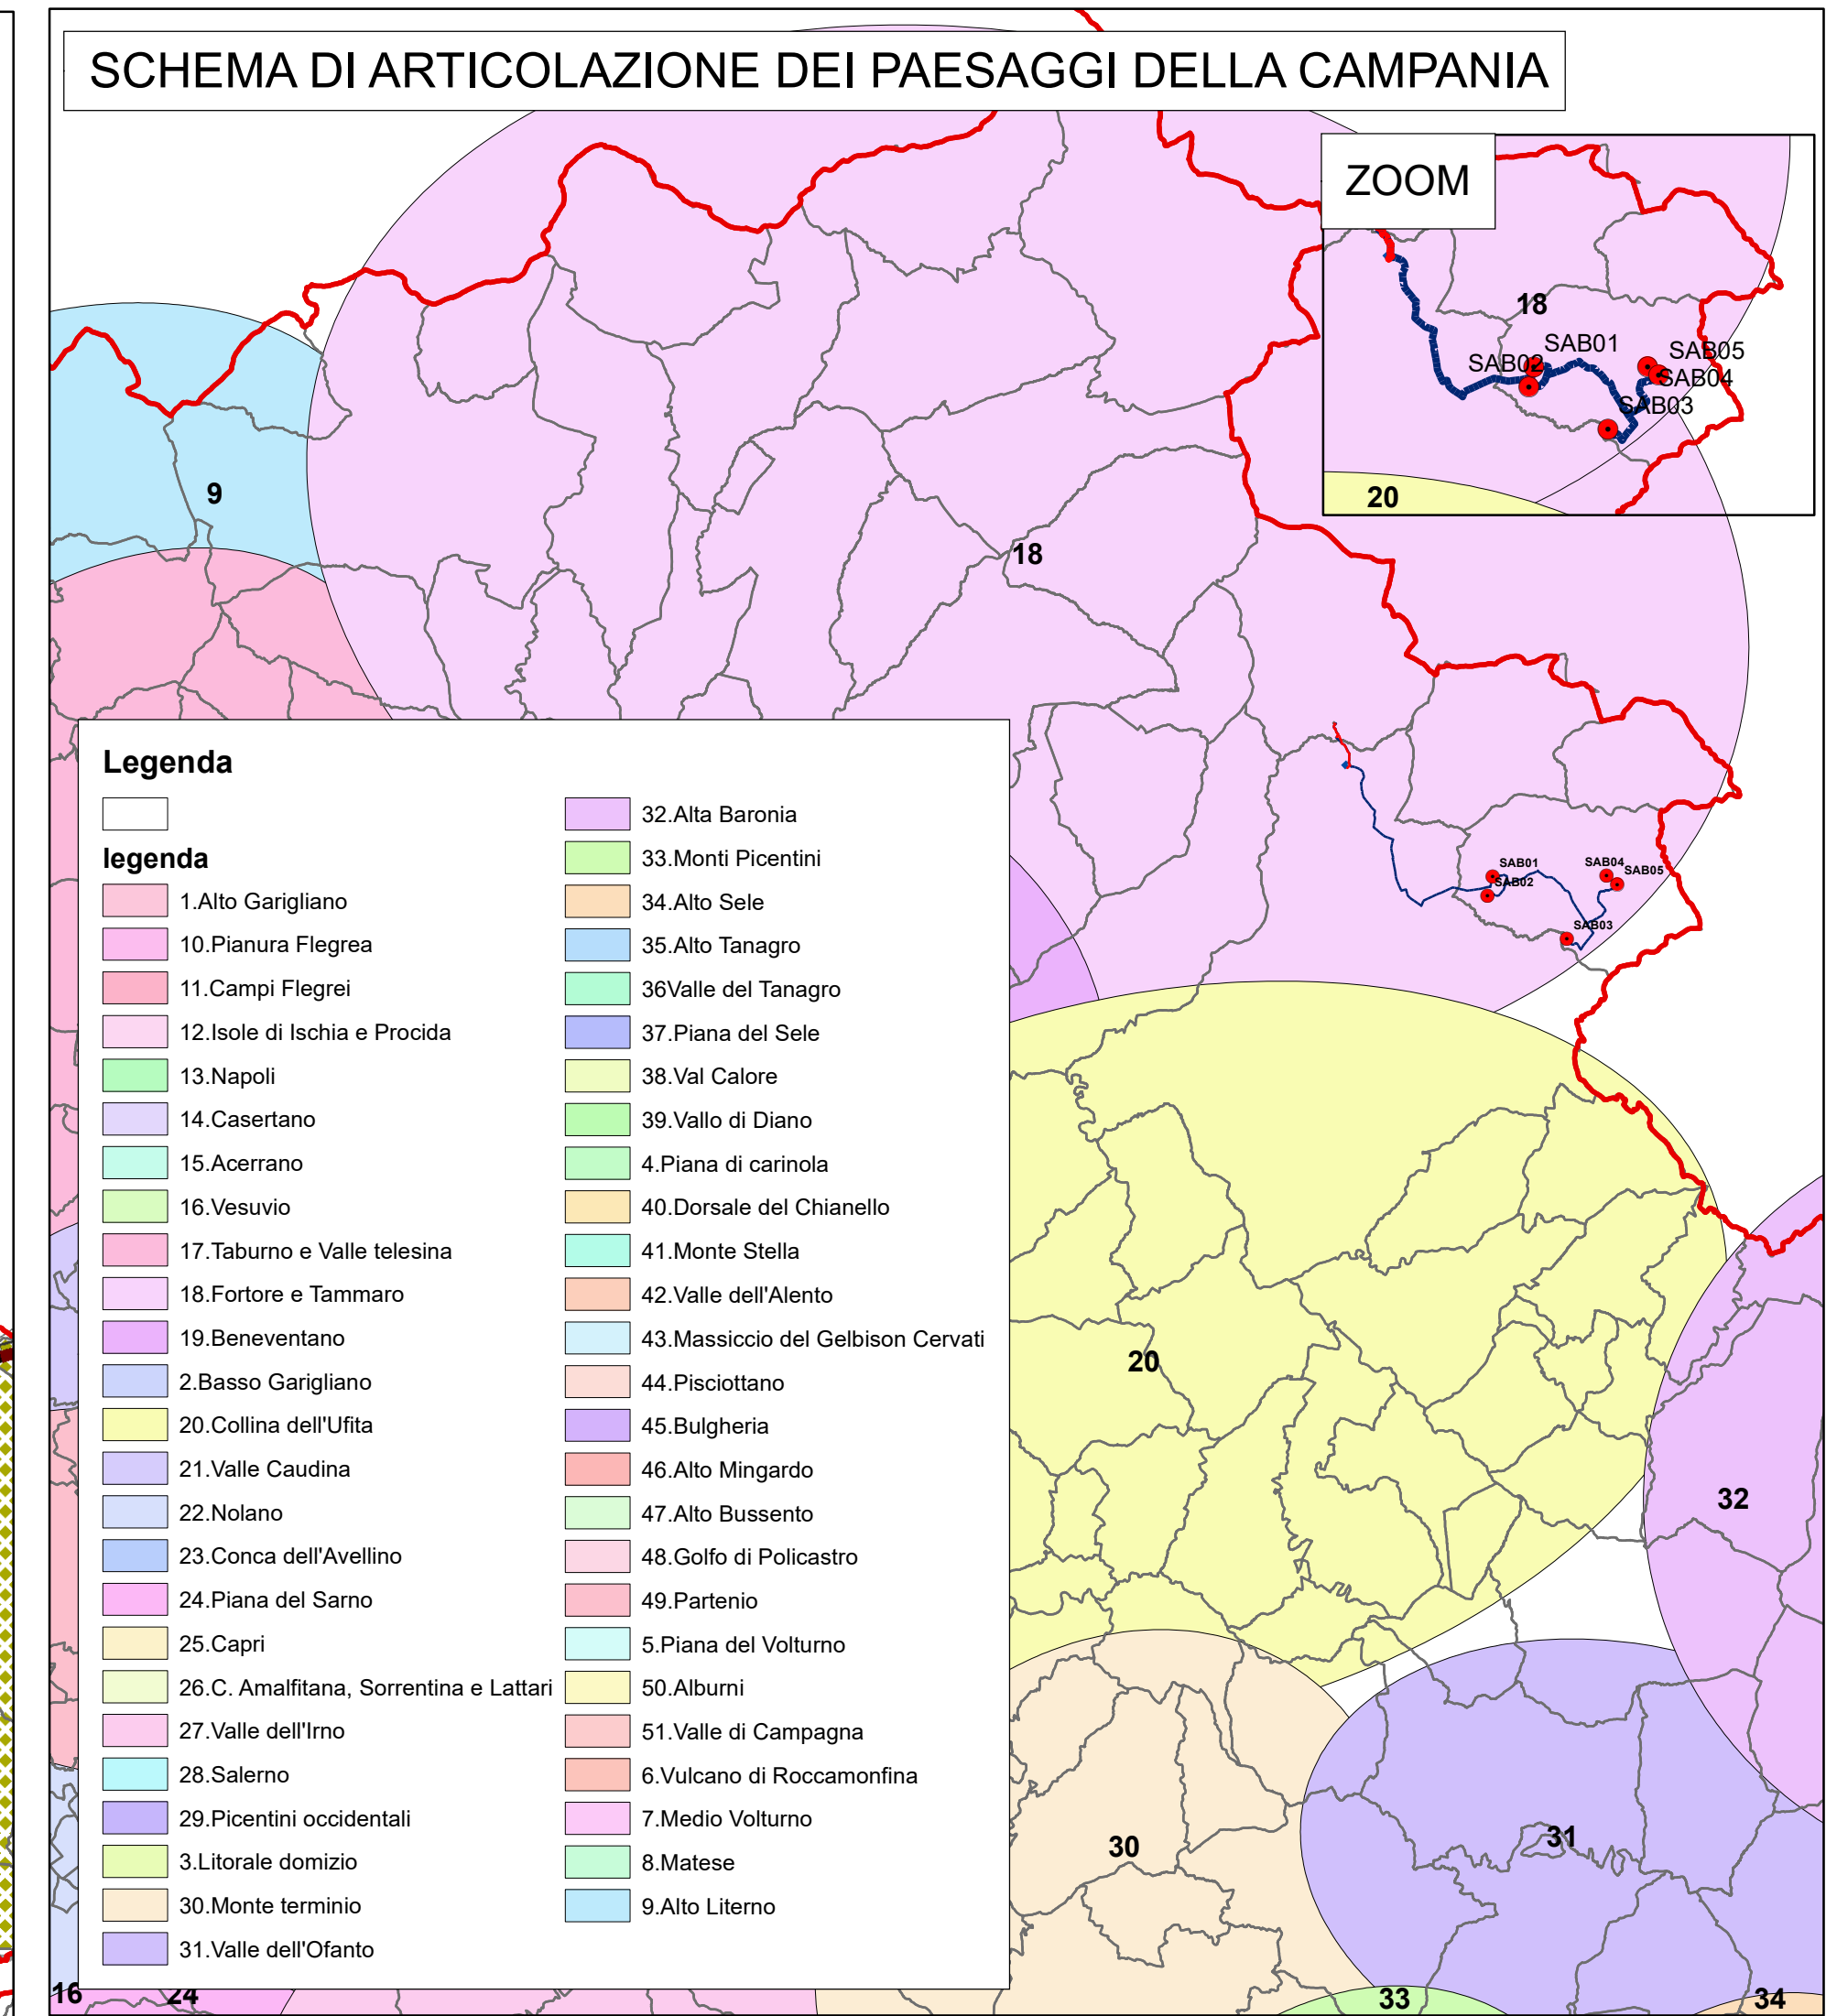 SCHEMA DI ARTICOLAZIONE DEI PAESAGGI DELLA CAMPANIA
ZOOM
18
SAB01
SAB02
SAB05
SAB04
SAB03
20
9
18
SAB01
SAB02
SAB04
SAB05
SAB03
Legenda
legenda
1.Alto Garigliano
10.Pianura Flegrea
11.Campi Flegrei
12.Isole di Ischia e Procida
13.Napoli
14.Casertano
15.Acerrano
16.Vesuvio
17.Taburno e Valle telesina
18.Fortore e Tammaro
19.Beneventano
2.Basso Garigliano
20.Collina dell'Ufita
21.Valle Caudina
22.Nolano
23.Conca dell'Avellino
24.Piana del Sarno
25.Capri
26.C. Amalfitana, Sorrentina e Lattari
27.Valle dell'Irno
28.Salerno
29.Picentini occidentali
3.Litorale domizio
30.Monte terminio
31.Valle dell'Ofanto
32.Alta Baronia
33.Monti Picentini
34.Alto Sele
35.Alto Tanagro
36Valle del Tanagro
37.Piana del Sele
38.Val Calore
39.Vallo di Diano
4.Piana di carinola
40.Dorsale del Chianello
41.Monte Stella
42.Valle dell'Alento
43.Massiccio del Gelbison Cervati
44.Pisciottano
45.Bulgheria
46.Alto Mingardo
47.Alto Bussento
48.Golfo di Policastro
49.Partenio
5.Piana del Volturno
50.Alburni
51.Valle di Campagna
6.Vulcano di Roccamonfina
7.Medio Volturno
8.Matese
9.Alto Literno
20
32
30
31
16
24
33
34